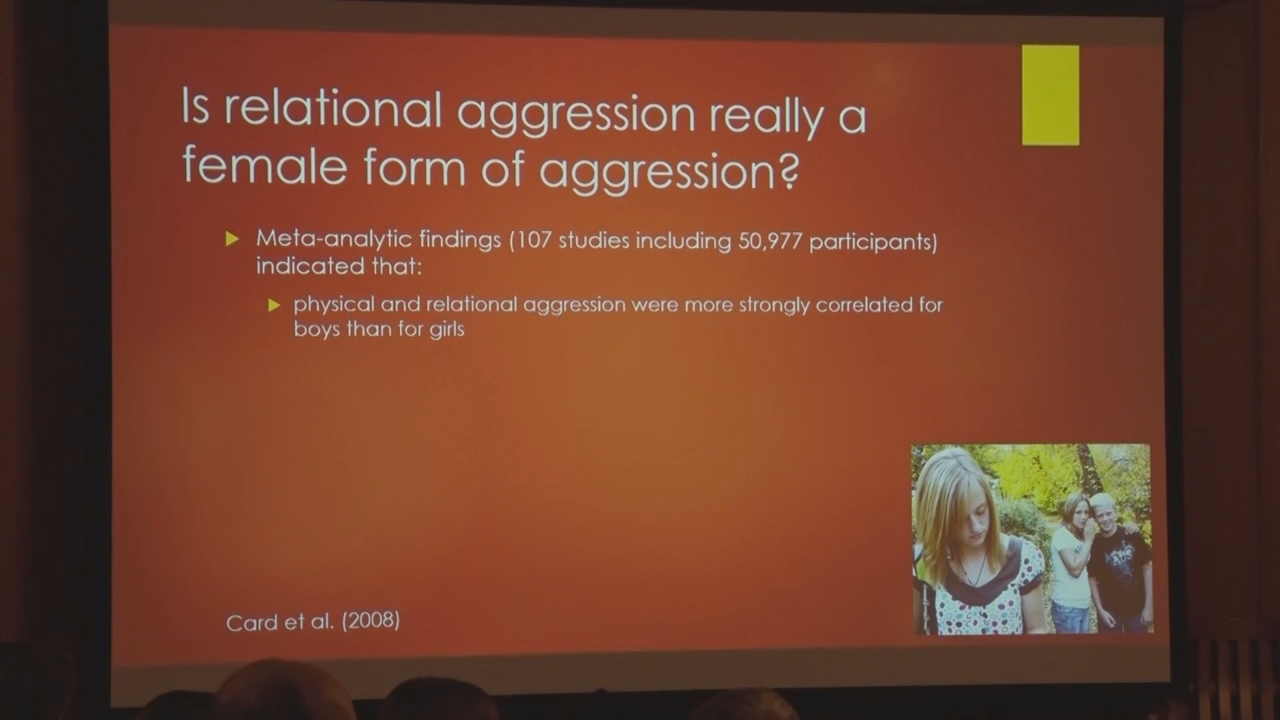 Is relational aggression really a
female form of aggression?
Meta-analytic findings (107 studies including 50,977 participants)
indicated that:
physical and relational aggression were more strongly correlated for
boys than for girls
Card et al. (2008)